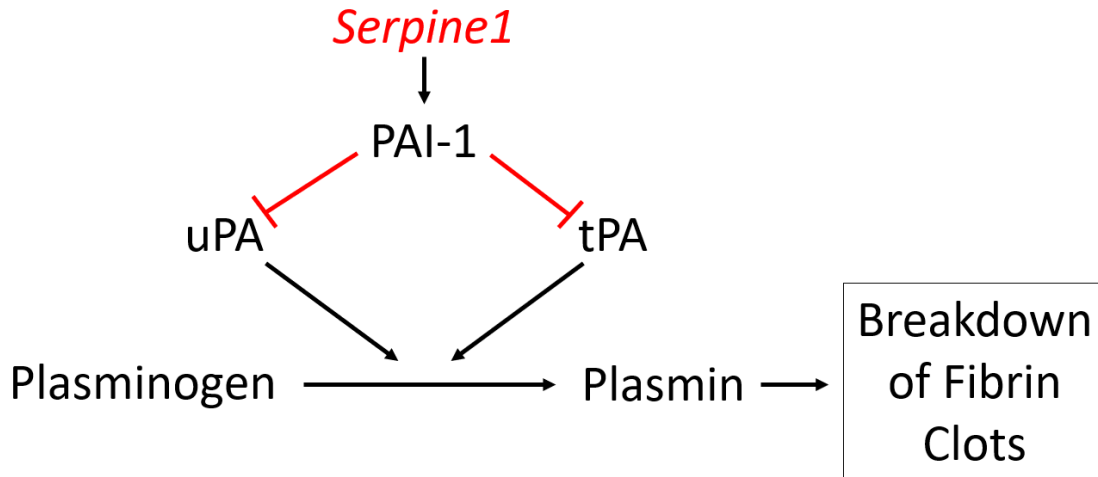 Serpine1
PAI-1
uPA
tPA
Plasminogen
Plasmin
Breakdown
of Fibrin
Clots